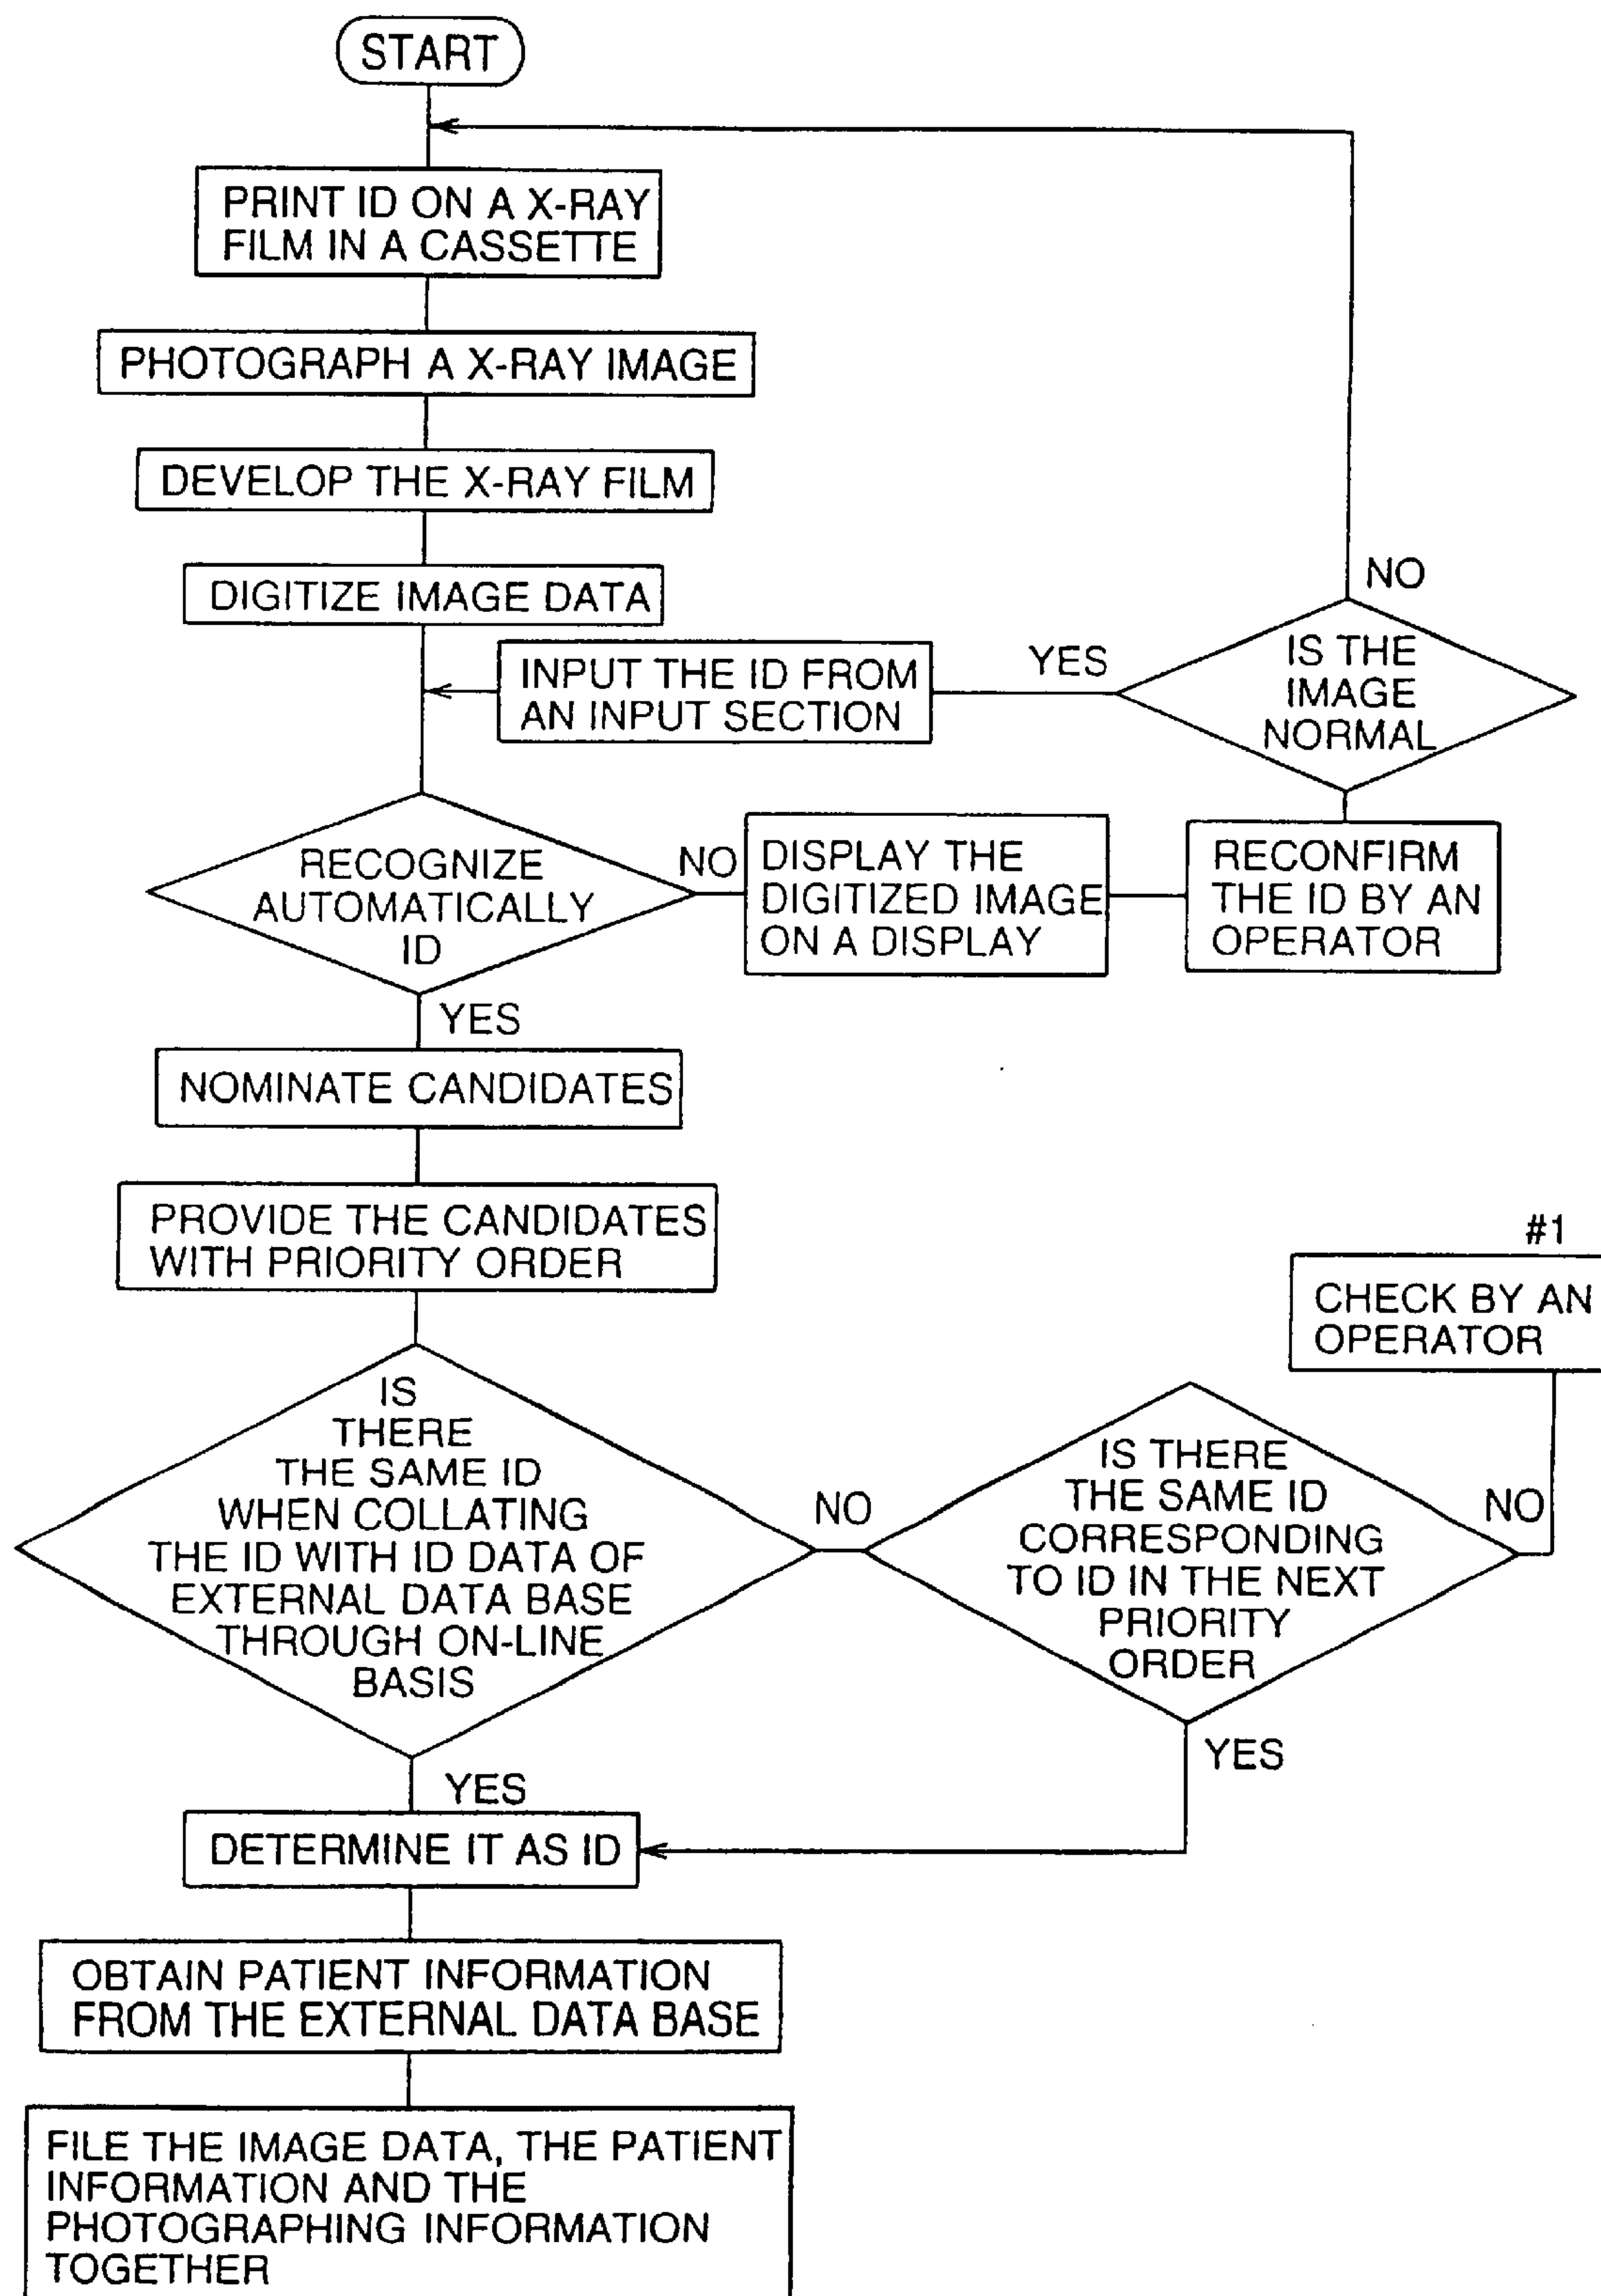 START
PRINT ID ON A X-RAY
FILM IN A CASSETTE
PHOTOGRAPH A X-RAY IMAGE
DEVELOP THE X-RAY FILM
DIGITIZE IMAGE DATA
NO
IS THE
IMAGE
NORMAL
YES
INPUT THE ID FROM
AN INPUT SECTION
RECOGNIZE
AUTOMATICALLY
ID
NO
DISPLAY THE
DIGITIZED IMAGE
ON A DISPLAY
RECONFIRM
THE ID BY AN
OPERATOR
YES
NOMINATE CANDIDATES
PROVIDE THE CANDIDATES
WITH PRIORITY ORDER
#1
CHECK BY AN
OPERATOR
IS
THERE
THE SAME ID
WHEN COLLATING
THE ID WITH ID DATA OF
EXTERNAL DATA BASE
THROUGH ON-LINE
BASIS
NO
IS THERE
THE SAME ID
CORRESPONDING
TO ID IN THE NEXT
PRIORITY
ORDER
NO
YES
YES
DETERMINE IT AS ID
OBTAIN PATIENT INFORMATION
FROM THE EXTERNAL DATA BASE
FILE THE IMAGE DATA, THE PATIENT
INFORMATION AND THE
PHOTOGRAPHING INFORMATION
TOGETHER